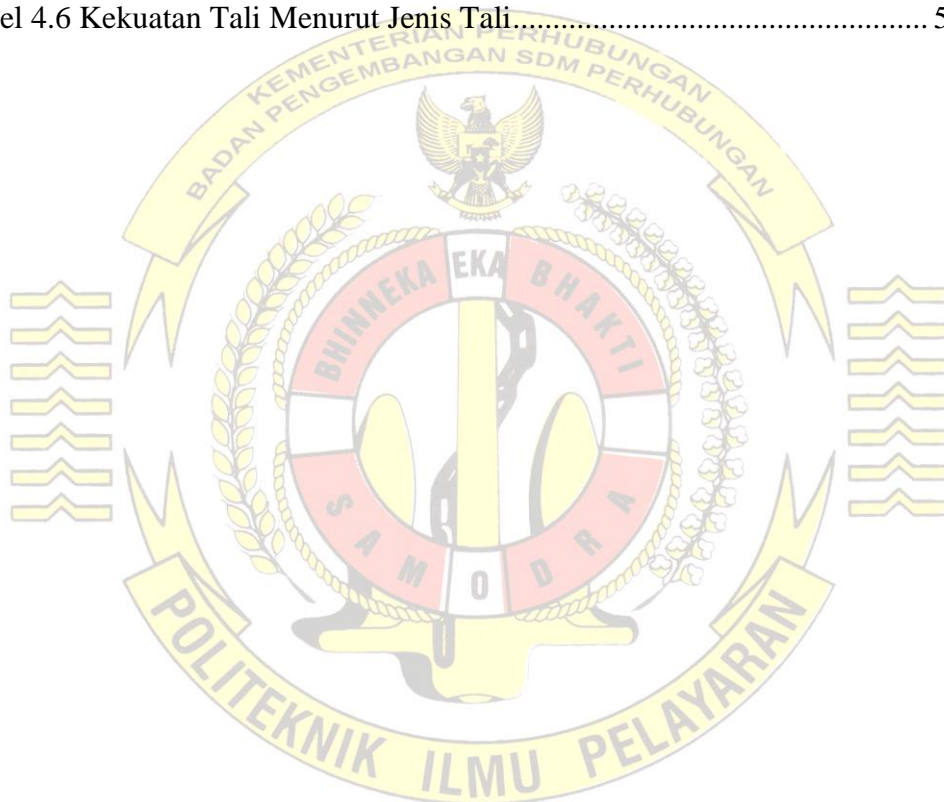 el 4.6 Kekuatan Tali Menurut Jenis Tali.......................................................................... 5
KEMENTERIAN PERHUBUNGAN
BADAN PENGEMBANGAN SDM PERHUBUNGAN
BHINNEKA EKA BHAKTI
SAMODRA
POLITEKNIK ILMU PELAYARAN